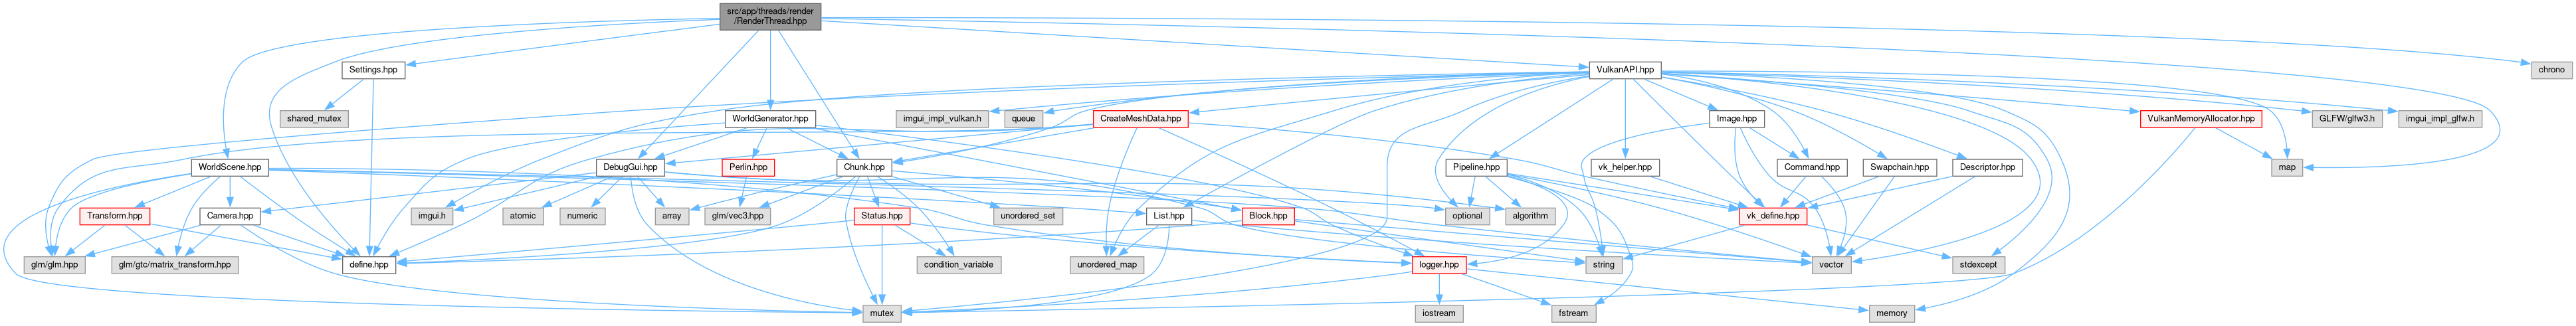 src/app/threads/render
/RenderThread.hpp
Settings.hpp
VulkanAPI.hpp
chrono
shared_mutex
WorldGenerator.hpp
imgui_impl_vulkan.h
queue
CreateMeshData.hpp
Image.hpp
VulkanMemoryAllocator.hpp
GLFW/glfw3.h
imgui_impl_glfw.h
WorldScene.hpp
DebugGui.hpp
Perlin.hpp
Chunk.hpp
Pipeline.hpp
vk_helper.hpp
Command.hpp
Swapchain.hpp
Descriptor.hpp
map
Transform.hpp
Camera.hpp
imgui.h
atomic
numeric
array
glm/vec3.hpp
Status.hpp
unordered_set
List.hpp
Block.hpp
optional
algorithm
vk_define.hpp
glm/glm.hpp
glm/gtc/matrix_transform.hpp
define.hpp
condition_variable
unordered_map
logger.hpp
string
vector
stdexcept
mutex
iostream
fstream
memory